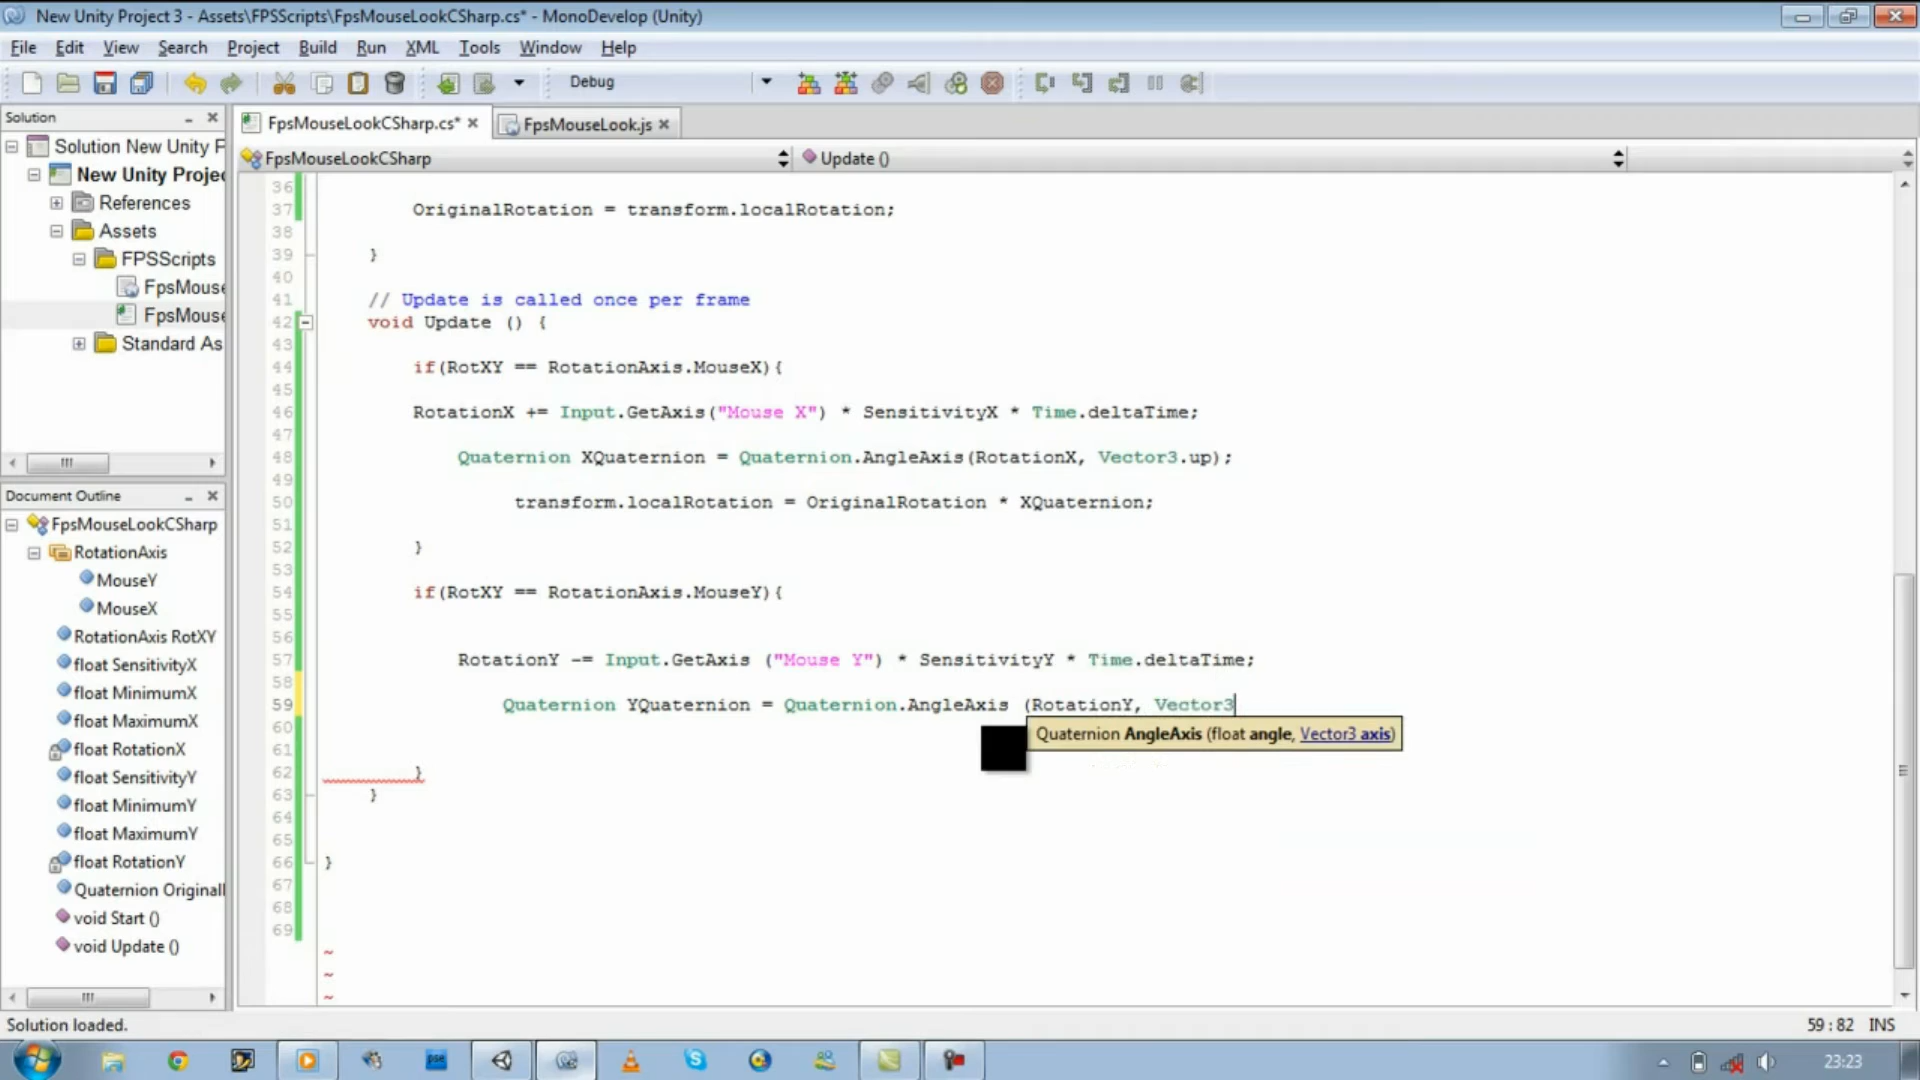 New Unity Project 3 - Assets\FPSScripts\FpsMouseLookCSharp.cs* - MonoDevelop (Unity)
File Edit View Search Project Build Run XML Tools Window Help
Debug
Solution
Solution New Unity F
New Unity Projec
References
Assets
FPSScripts
FpsMouse
FpsMouse
Standard As
Document Outline
FpsMouseLookCSharp
RotationAxis
MouseY
MouseX
RotationAxis RotXY
float SensitivityX
float MinimumX
float MaximumX
float RotationX
float SensitivityY
float MinimumY
float MaximumY
float RotationY
Quaternion Originall
void Start ()
void Update ()
FpsMouseLookCSharp.cs* FpsMouseLook.js
FpsMouseLookCSharp Update ()
36
37 OriginalRotation = transform.localRotation;
38
39 }
40
41 // Update is called once per frame
42 void Update () {
43
44 if(RotXY == RotationAxis.MouseX){
45
46 RotationX += Input.GetAxis("Mouse X") * SensitivityX * Time.deltaTime;
47
48 Quaternion XQuaternion = Quaternion.AngleAxis(RotationX, Vector3.up);
49
50 transform.localRotation = OriginalRotation * XQuaternion;
51
52 }
53
54 if(RotXY == RotationAxis.MouseY){
55
56
57 RotationY -= Input.GetAxis ("Mouse Y") * SensitivityY * Time.deltaTime;
58
59 Quaternion YQuaternion = Quaternion.AngleAxis (RotationY, Vector3
Quaternion AngleAxis (float angle, Vector3 axis)
60
61
62 }
63 }
64
65
66 }
67
68
69
~
~
~
Solution loaded. 59 : 82 INS
pse
23:23